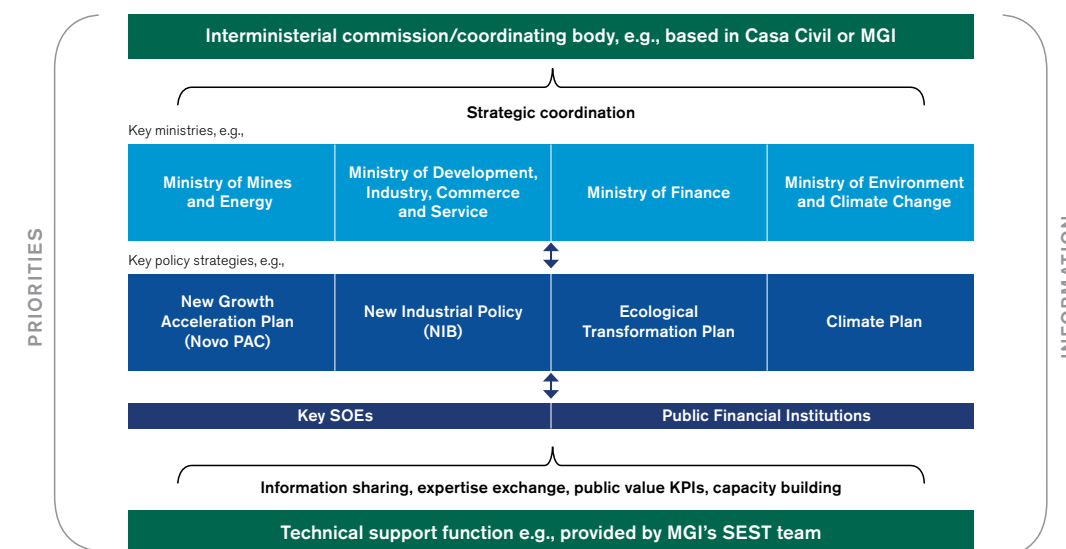 Interministerial commission/coordinating body, e.g., based in Casa Civil or MGI
Strategic coordination
Key ministries, e.g.,
Ministry of Mines
and Energy
Ministry of Development,
Industry, Commerce
and Service
Ministry of Finance
Ministry of Environment
and Climate Change
Key policy strategies, e.g.,
New Growth
Acceleration Plan
(Novo PAC)
New Industrial Policy
(NIB)
Ecological
Transformation Plan
Climate Plan
Key SOEs
Public Financial Institutions
Information sharing, expertise exchange, public value KPIs, capacity building
Technical support function e.g., provided by MGI's SEST team
PRIORITIES
INFORMATION